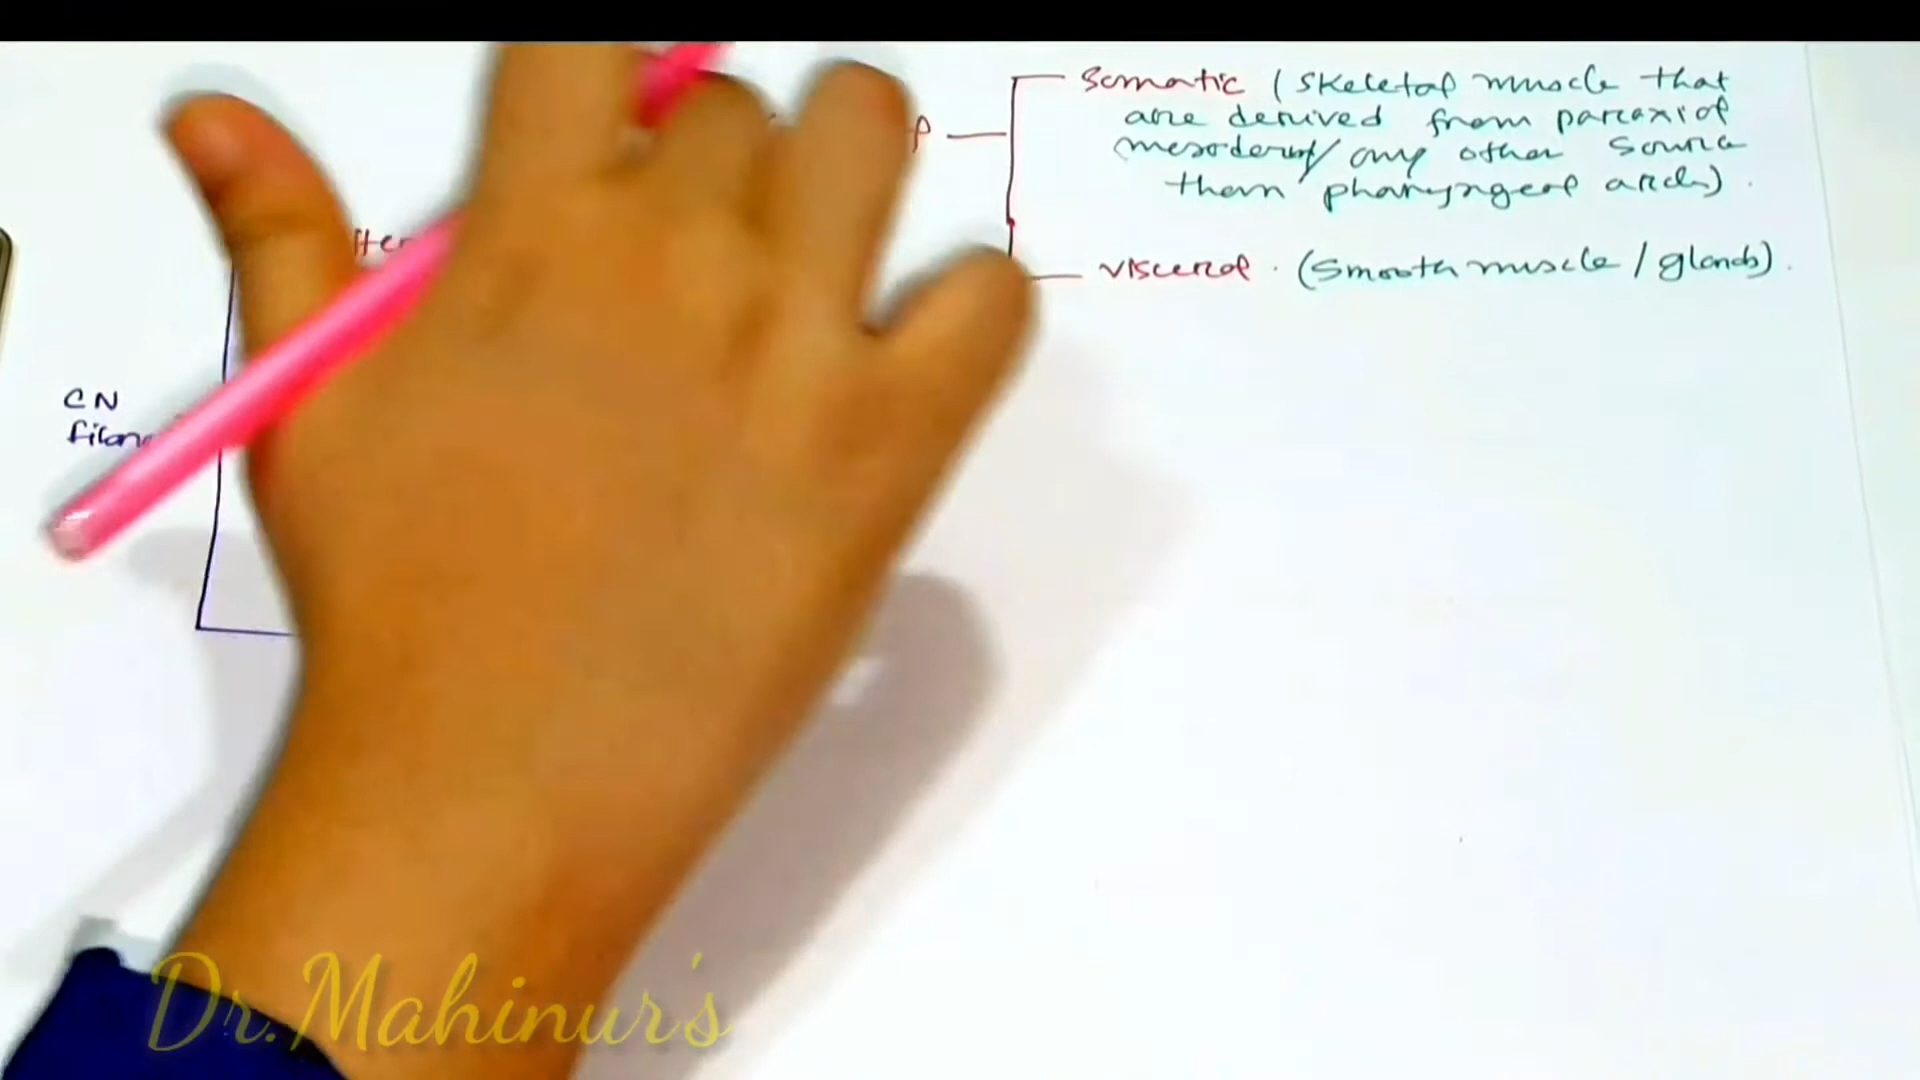 Somatic (skeletal muscle that
are derived from paraxial
mesoderm/ any other source
than pharyngeal arch) .
visceral . (Smooth muscle / glands) .
CN
Dr. Mahinur's